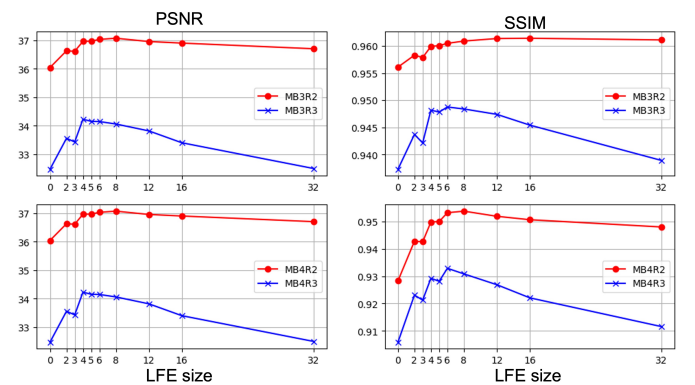 PSNR
SSIM
37
36
35
34
33
0 2 3 4 5 6 8 12 16 32
MB3R2
MB3R3
0.960
0.955
0.950
0.945
0.940
0 2 3 4 5 6 8 12 16 32
MB3R2
MB3R3
37
36
35
34
33
0 2 3 4 5 6 8 12 16 32
MB4R2
MB4R3
LFE size
0.95
0.94
0.93
0.92
0.91
0 2 3 4 5 6 8 12 16 32
MB4R2
MB4R3
LFE size